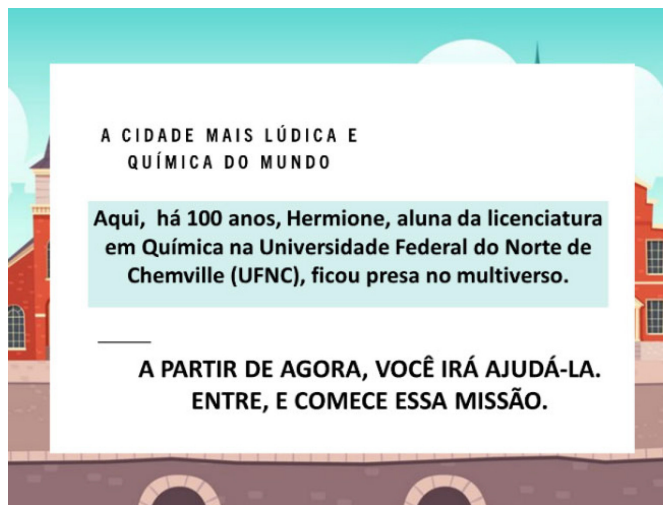 A CIDADE MAIS LÚDICA E
QUÍMICA DO MUNDO
Aqui, há 100 anos, Hermione, aluna da licenciatura
em Química na Universidade Federal do Norte de
Chemville (UFNC), ficou presa no multiverso.
A PARTIR DE AGORA, VOCÊ IRÁ AJUDÁ-LA.
ENTRE, E COMECE ESSA MISSÃO.